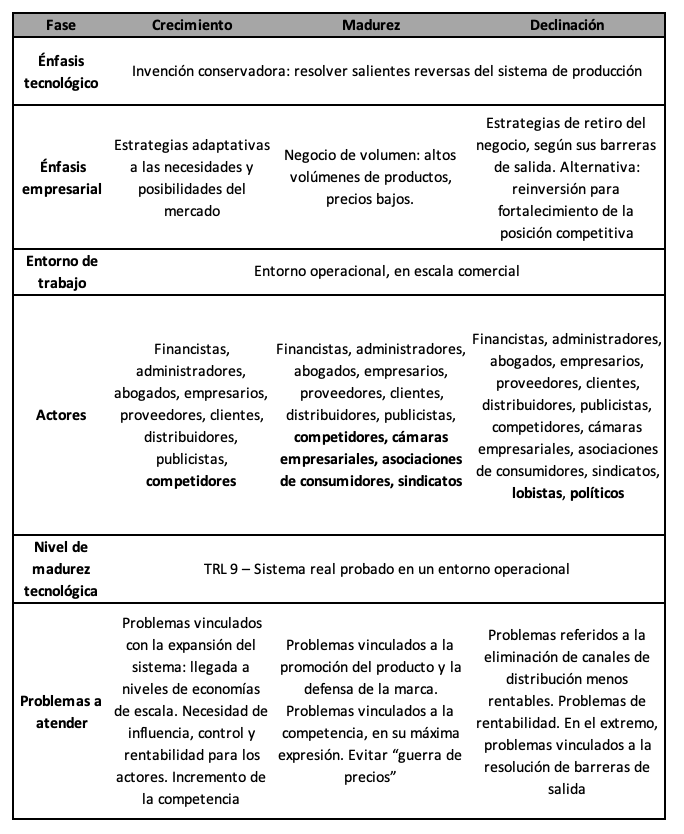 Fase Crecimiento Madurez Declinación
Énfasis
tecnológico
Invención conservadora: resolver salientes reversas del sistema de producción
Énfasis
empresarial
Estrategias adaptativas
a las necesidades y
posibilidades del
mercado
Negocio de volumen: altos
volúmenes de productos,
precios bajos.
Estrategias de retiro del
negocio, según sus barreras
de salida. Alternativa:
reinversión para
fortalecimiento de la
posición competitiva
Entorno de
trabajo
Entorno operacional, en escala comercial
Actores
Financistas,
administradores,
abogados, empresarios,
proveedores, clientes,
distribuidores,
publicistas,
competidores
Financistas, administradores,
abogados, empresarios,
proveedores, clientes,
distribuidores, publicistas,
competidores, cámaras
empresariales, asociaciones
de consumidores, sindicatos
Financistas, administradores,
abogados, empresarios,
proveedores, clientes,
distribuidores, publicistas,
competidores, cámaras
empresariales, asociaciones
de consumidores, sindicatos,
lobistas, políticos
Nivel de
madurez
tecnológica
TRL 9 – Sistema real probado en un entorno operacional
Problemas a
atender
Problemas vinculados
con la expansión del
sistema: llegada a
niveles de economías
de escala. Necesidad de
influencia, control y
rentabilidad para los
actores. Incremento de
la competencia
Problemas vinculados a la
promoción del producto y la
defensa de la marca.
Problemas vinculados a la
competencia, en su máxima
expresión. Evitar “guerra de
precios”
Problemas referidos a la
eliminación de canales de
distribución menos
rentables. Problemas de
rentabilidad. En el extremo,
problemas vinculados a la
resolución de barreras de
salida